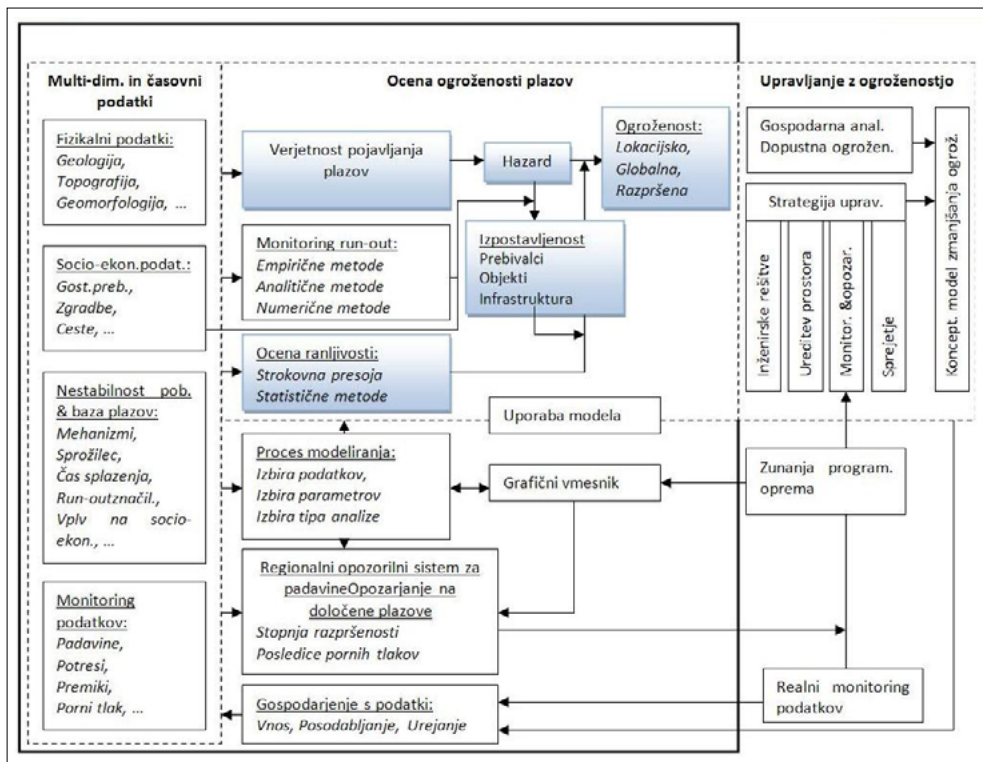 Multi-dim. in časovni
podatki
Fizikalni podatki:
Geologija,
Topografija,
Geomorfologija, ...
Socio-ekon.podat.:
Gost.preb.,
Zgradbe,
Ceste, ...
Nestabilnost pob.
& baza plazov:
Mehanizmi,
Sprožilec,
Čas splazenja,
Run-outznačil.,
Vplv na socio-
ekon., ...
Monitoring
podatkov:
Padavine,
Potresi,
Premiki,
Porni tlak, ...
Ocena ogroženosti plazov
Verjetnost pojavljanja
plazov
Hazard
Ogroženost:
Lokacijsko,
Globalna,
Razpršena
Monitoring run-out:
Empirične metode
Analitične metode
Numerične metode
Izpostavljenost
Prebivalci
Objekti
Infrastruktura
Ocena ranljivosti:
Strokovna presoja
Statistične metode
Uporaba modela
Proces modeliranja:
Izbira podatkov,
Izbira parametrov
Izbira tipa analize
Grafični vmesnik
Regionalni opozorilni sistem za
padavineOpozarjanje na
določene plazove
Stopnja razpršenosti
Posledice pornih tlakov
Gospodarjenje s podatki:
Vnos, Posodabljanje, Urejanje
Upravljanje z ogroženostjo
Gospodarna anal.
Dopustna ogrožen.
Strategija uprav.
Inženirske rešitve
Ureditev prostora
Monitor. &opozar.
Sprejetje
Koncept. model zmanjšanja ogrož.
Zunanja program.
oprema
Realni monitoring
podatkov